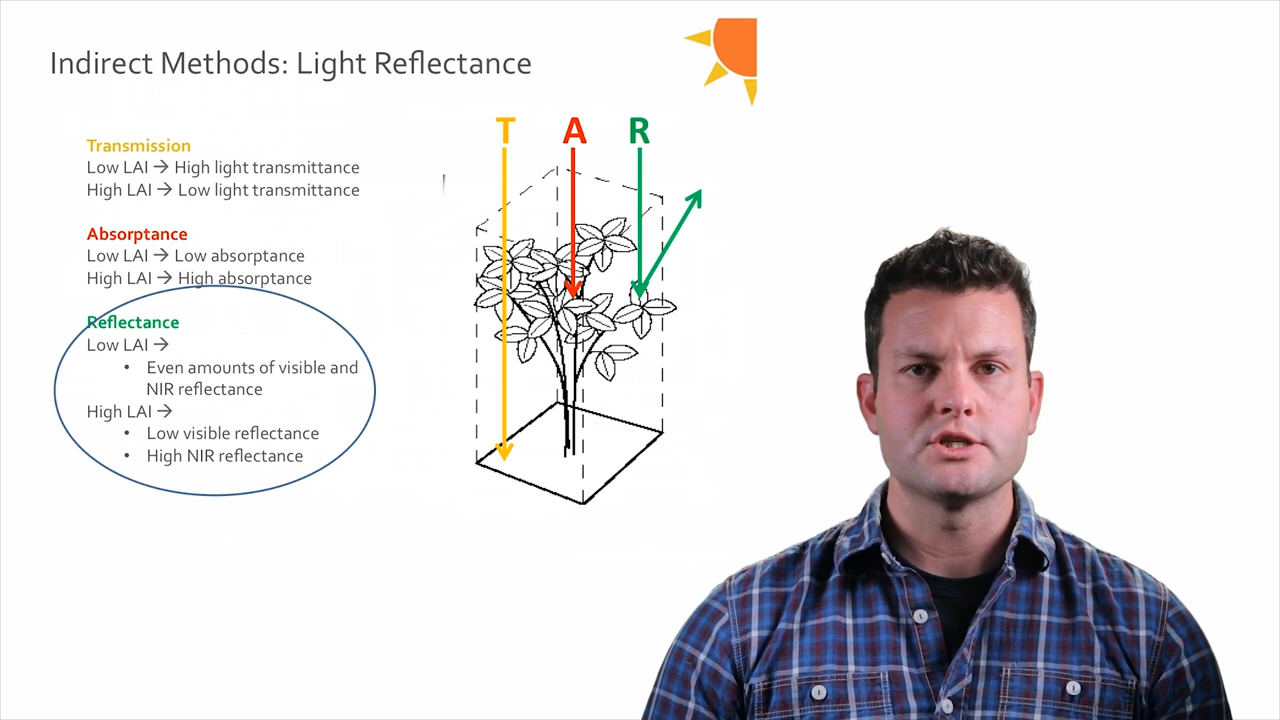 Indirect Methods: Light Reflectance
T A R
Transmission
Low LAI → High light transmittance
High LAI → Low light transmittance
Absorptance
Low LAI → Low absorptance
High LAI → High absorptance
Reflectance
Low LAI →
• Even amounts of visible and
NIR reflectance
High LAI →
• Low visible reflectance
• High NIR reflectance